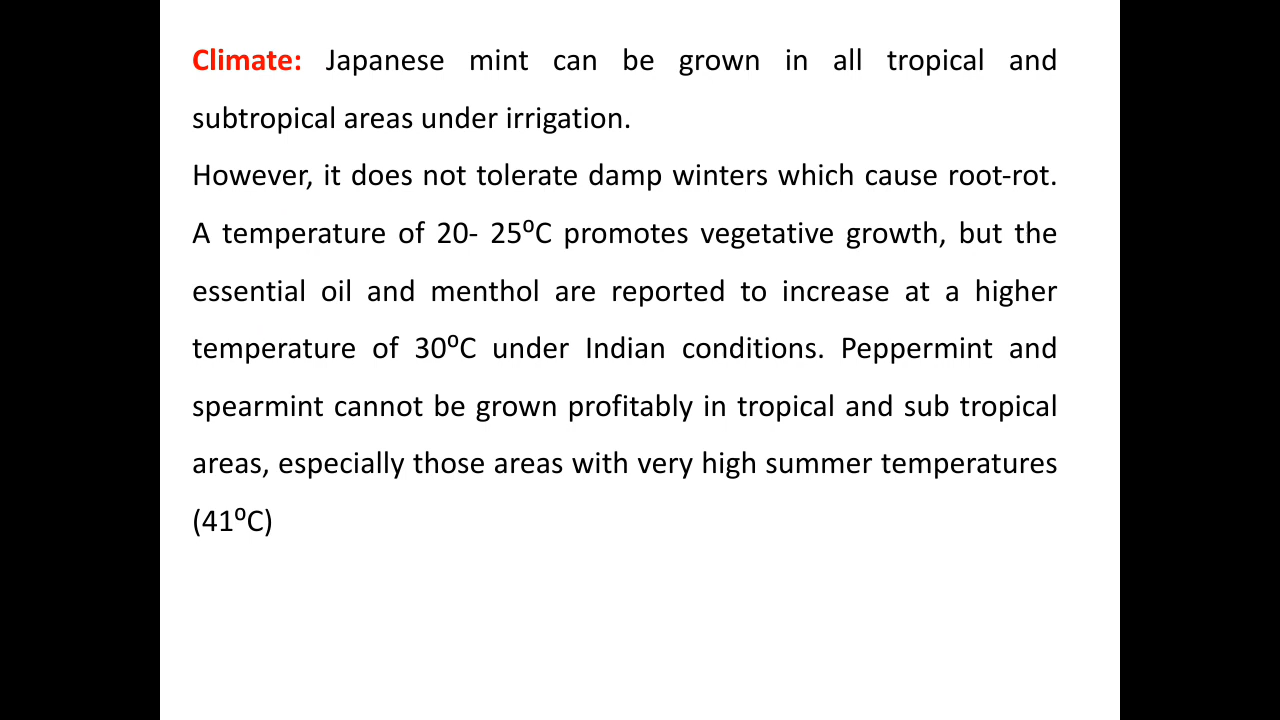 Climate: Japanese mint can be grown in all tropical and
subtropical areas under irrigation.
However, it does not tolerate damp winters which cause root-rot.
A temperature of 20- 25⁰C promotes vegetative growth, but the
essential oil and menthol are reported to increase at a higher
temperature of 30⁰C under Indian conditions. Peppermint and
spearmint cannot be grown profitably in tropical and sub tropical
areas, especially those areas with very high summer temperatures
(41⁰C)